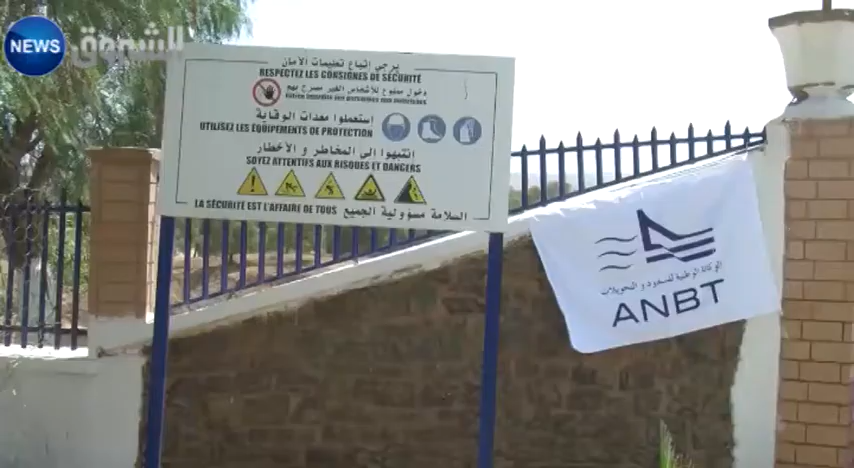 NEWS الشروق
يرجى إتباع تعليمات الأمان
RESPECTEZ LES CONSIGNES DE SÉCURITÉ
دخول ممنوع للأشخاص الغير مصرح بهم
إستعملوا معدات الوقاية
UTILISEZ LES ÉQUIPEMENTS DE PROTECTION
انتبهوا الى المخاطر و الأخطار
SOYEZ ATTENTIFS AUX RISQUES ET DANGERS
LA SÉCURITÉ EST L'AFFAIRE DE TOUS السلامة مسؤولية الجميع
الوكالة الوطنية للسدود و التحويلات
ANBT